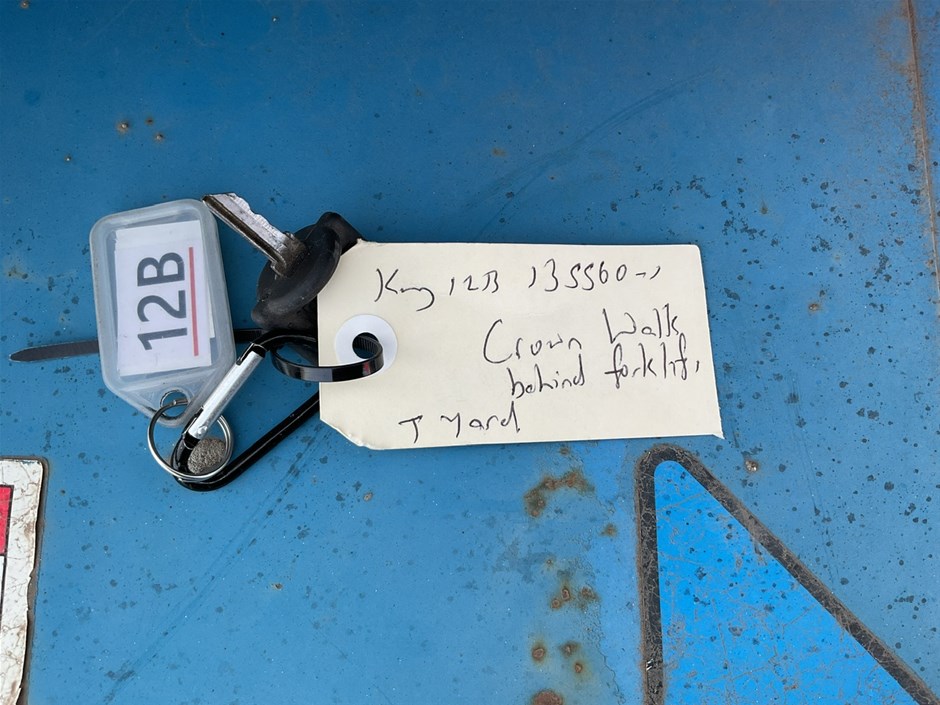 12B
Key 12B 135560-1
Crown Walk
behind forklift
T Yard